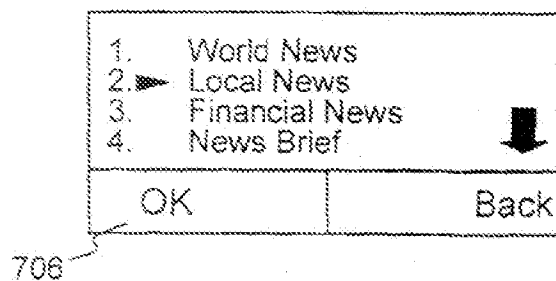 1. World News
2. Local News
3. Financial News
4. News Brief
OK Back
706